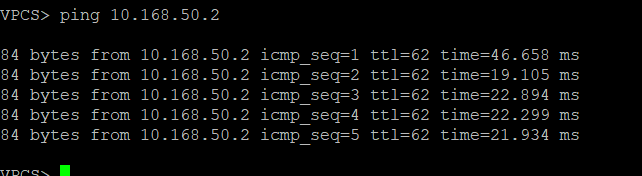 VPCS> ping 10.168.50.2
84 bytes from 10.168.50.2 icmp_seq=1 ttl=62 time=46.658 ms
84 bytes from 10.168.50.2 icmp_seq=2 ttl=62 time=19.105 ms
84 bytes from 10.168.50.2 icmp_seq=3 ttl=62 time=22.894 ms
84 bytes from 10.168.50.2 icmp_seq=4 ttl=62 time=22.299 ms
84 bytes from 10.168.50.2 icmp_seq=5 ttl=62 time=21.934 ms
VPCS>